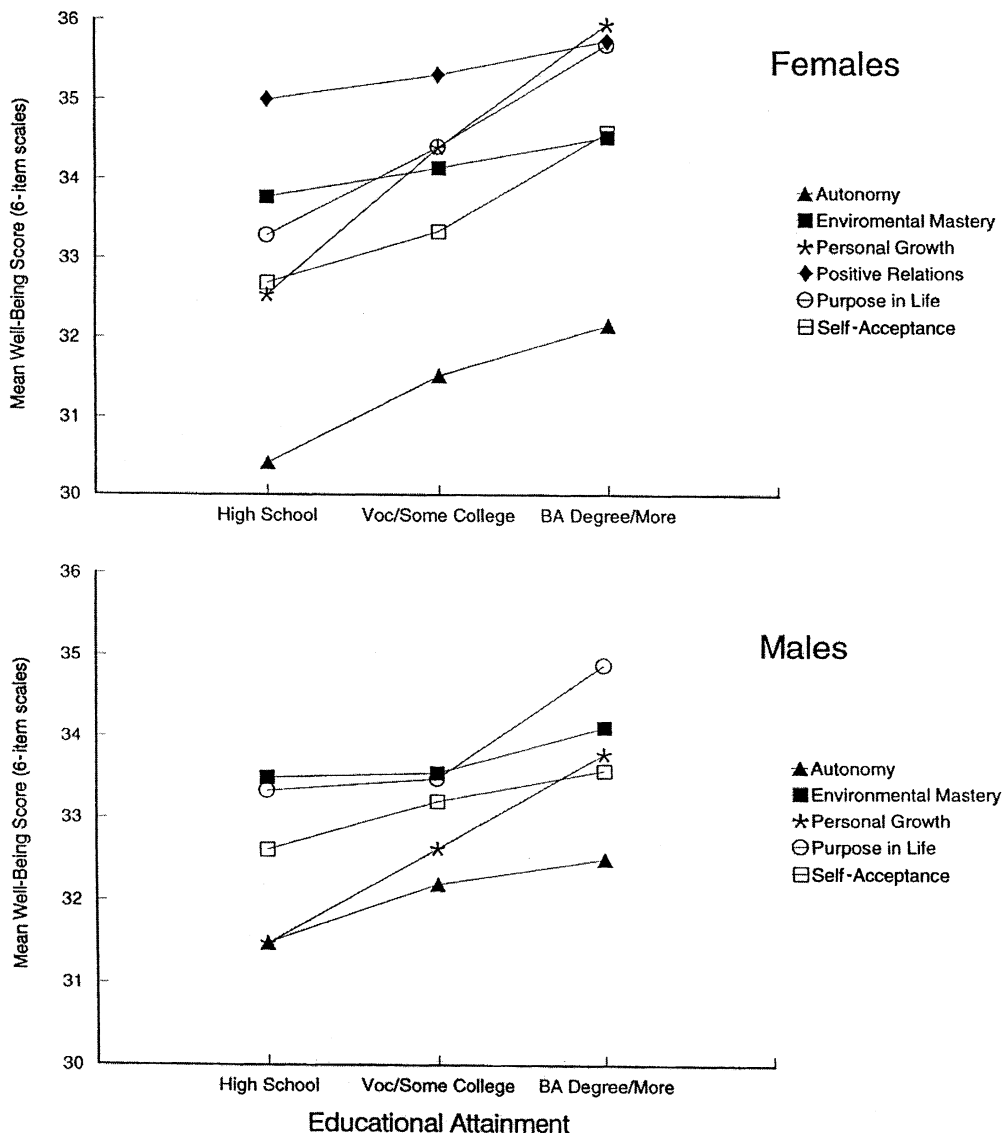 Females
Mean Well-Being Score (6-item scales)
36
35
34
33
32
31
30
High School
Voc/Some College
BA Degree/More
Autonomy
Enviromental Mastery
Personal Growth
Positive Relations
Purpose in Life
Self-Acceptance
Males
Mean Well-Being Score (6-item scales)
36
35
34
33
32
31
30
High School
Voc/Some College
BA Degree/More
Autonomy
Environmental Mastery
Personal Growth
Purpose in Life
Self-Acceptance
Educational Attainment